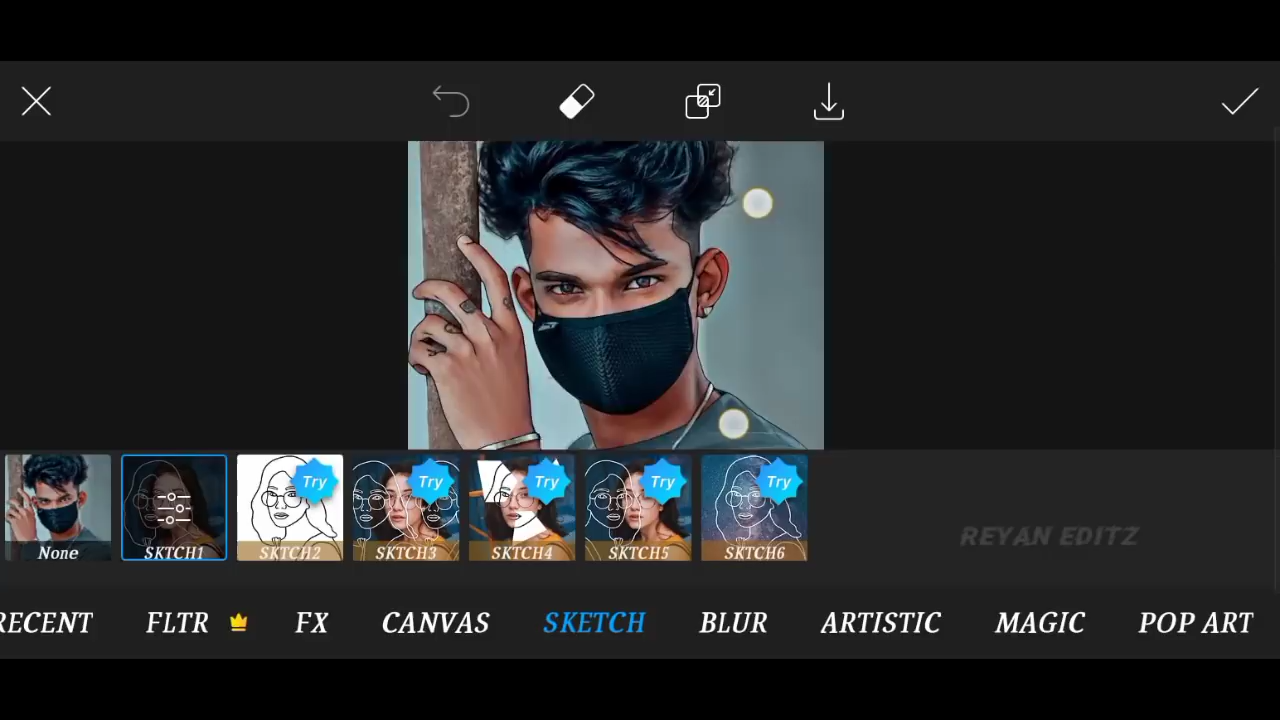 Try
Try
Try
Try
Try
None
SKTCH1
SKTCH2
SKTCH3
SKTCH4
SKTCH5
SKTCH6
REYAN EDITZ
RECENT
FLTR
FX
CANVAS
SKETCH
BLUR
ARTISTIC
MAGIC
POP ART